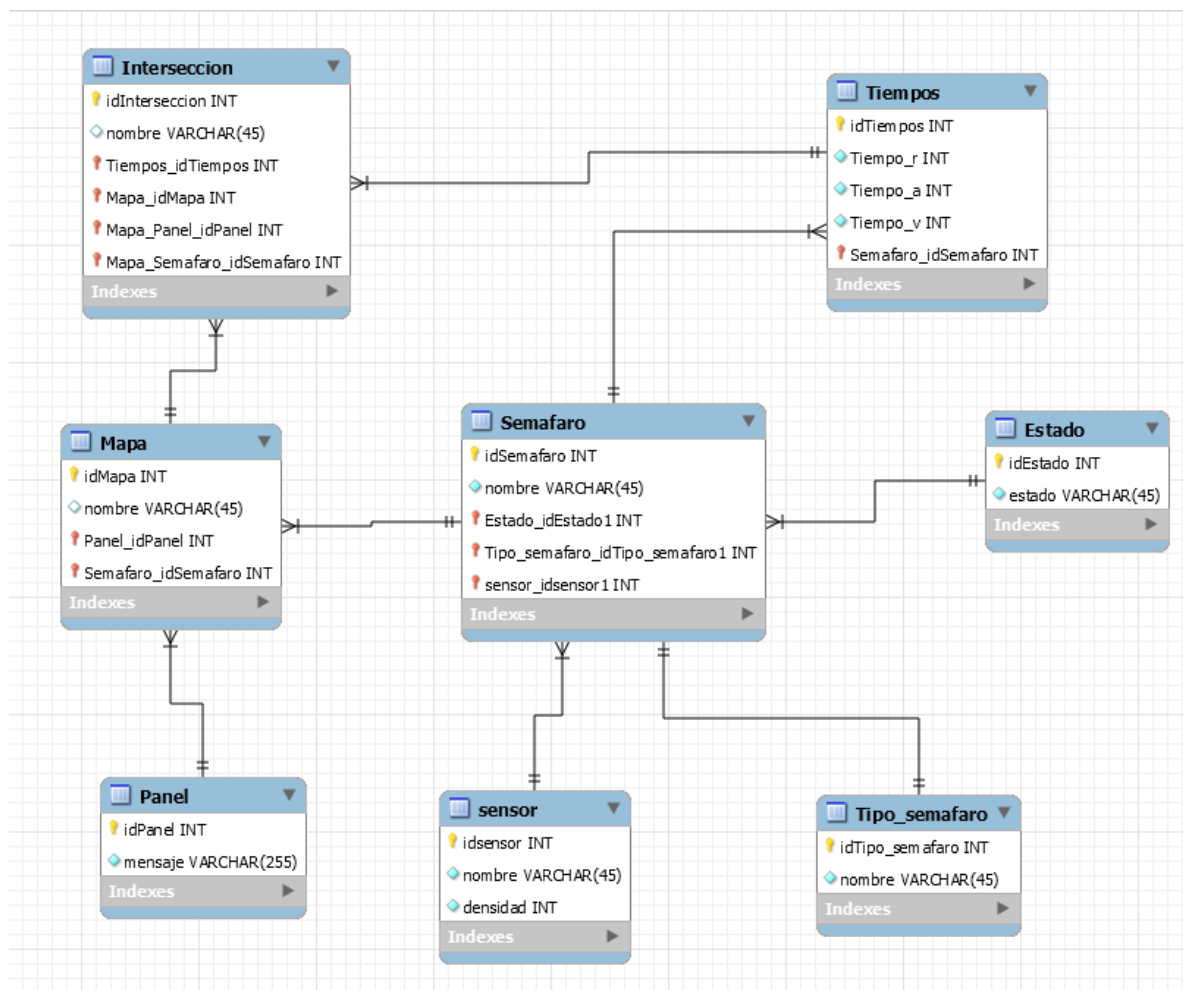 Interseccion
idInterseccion INT
nombre VARCHAR(45)
Tiempos_idTiempos INT
Mapa_idMapa INT
Mapa_Panel_idPanel INT
Mapa_Semafaro_idSemafaro INT
Indexes
Tiempos
idTiempos INT
Tiempo_r INT
Tiempo_a INT
Tiempo_v INT
Semafaro_idSemafaro INT
Indexes
Mapa
idMapa INT
nombre VARCHAR(45)
Panel_idPanel INT
Semafaro_idSemafaro INT
Indexes
Semafaro
idSemafaro INT
nombre VARCHAR(45)
Estado_idEstado1 INT
Tipo_semafaro_idTipo_semafaro1 INT
sensor_idsensor1 INT
Indexes
Estado
idEstado INT
estado VARCHAR(45)
Indexes
Panel
idPanel INT
mensaje VARCHAR(255)
Indexes
sensor
idsensor INT
nombre VARCHAR(45)
densidad INT
Indexes
Tipo_semafaro
idTipo_semafaro INT
nombre VARCHAR(45)
Indexes